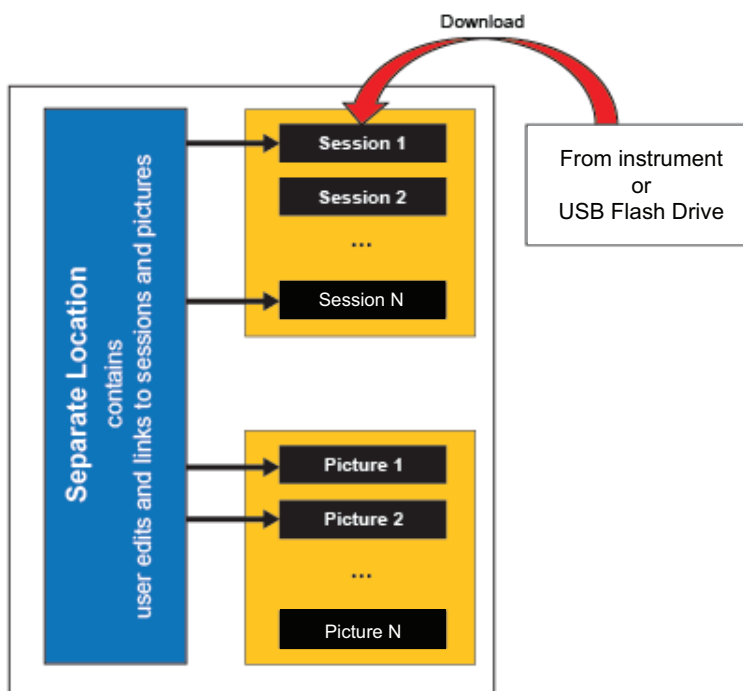 Download
Separate Location
contains
user edits and links to sessions and pictures
Session 1
Session 2
...
Session N
Picture 1
Picture 2
...
Picture N
From instrument
or
USB Flash Drive